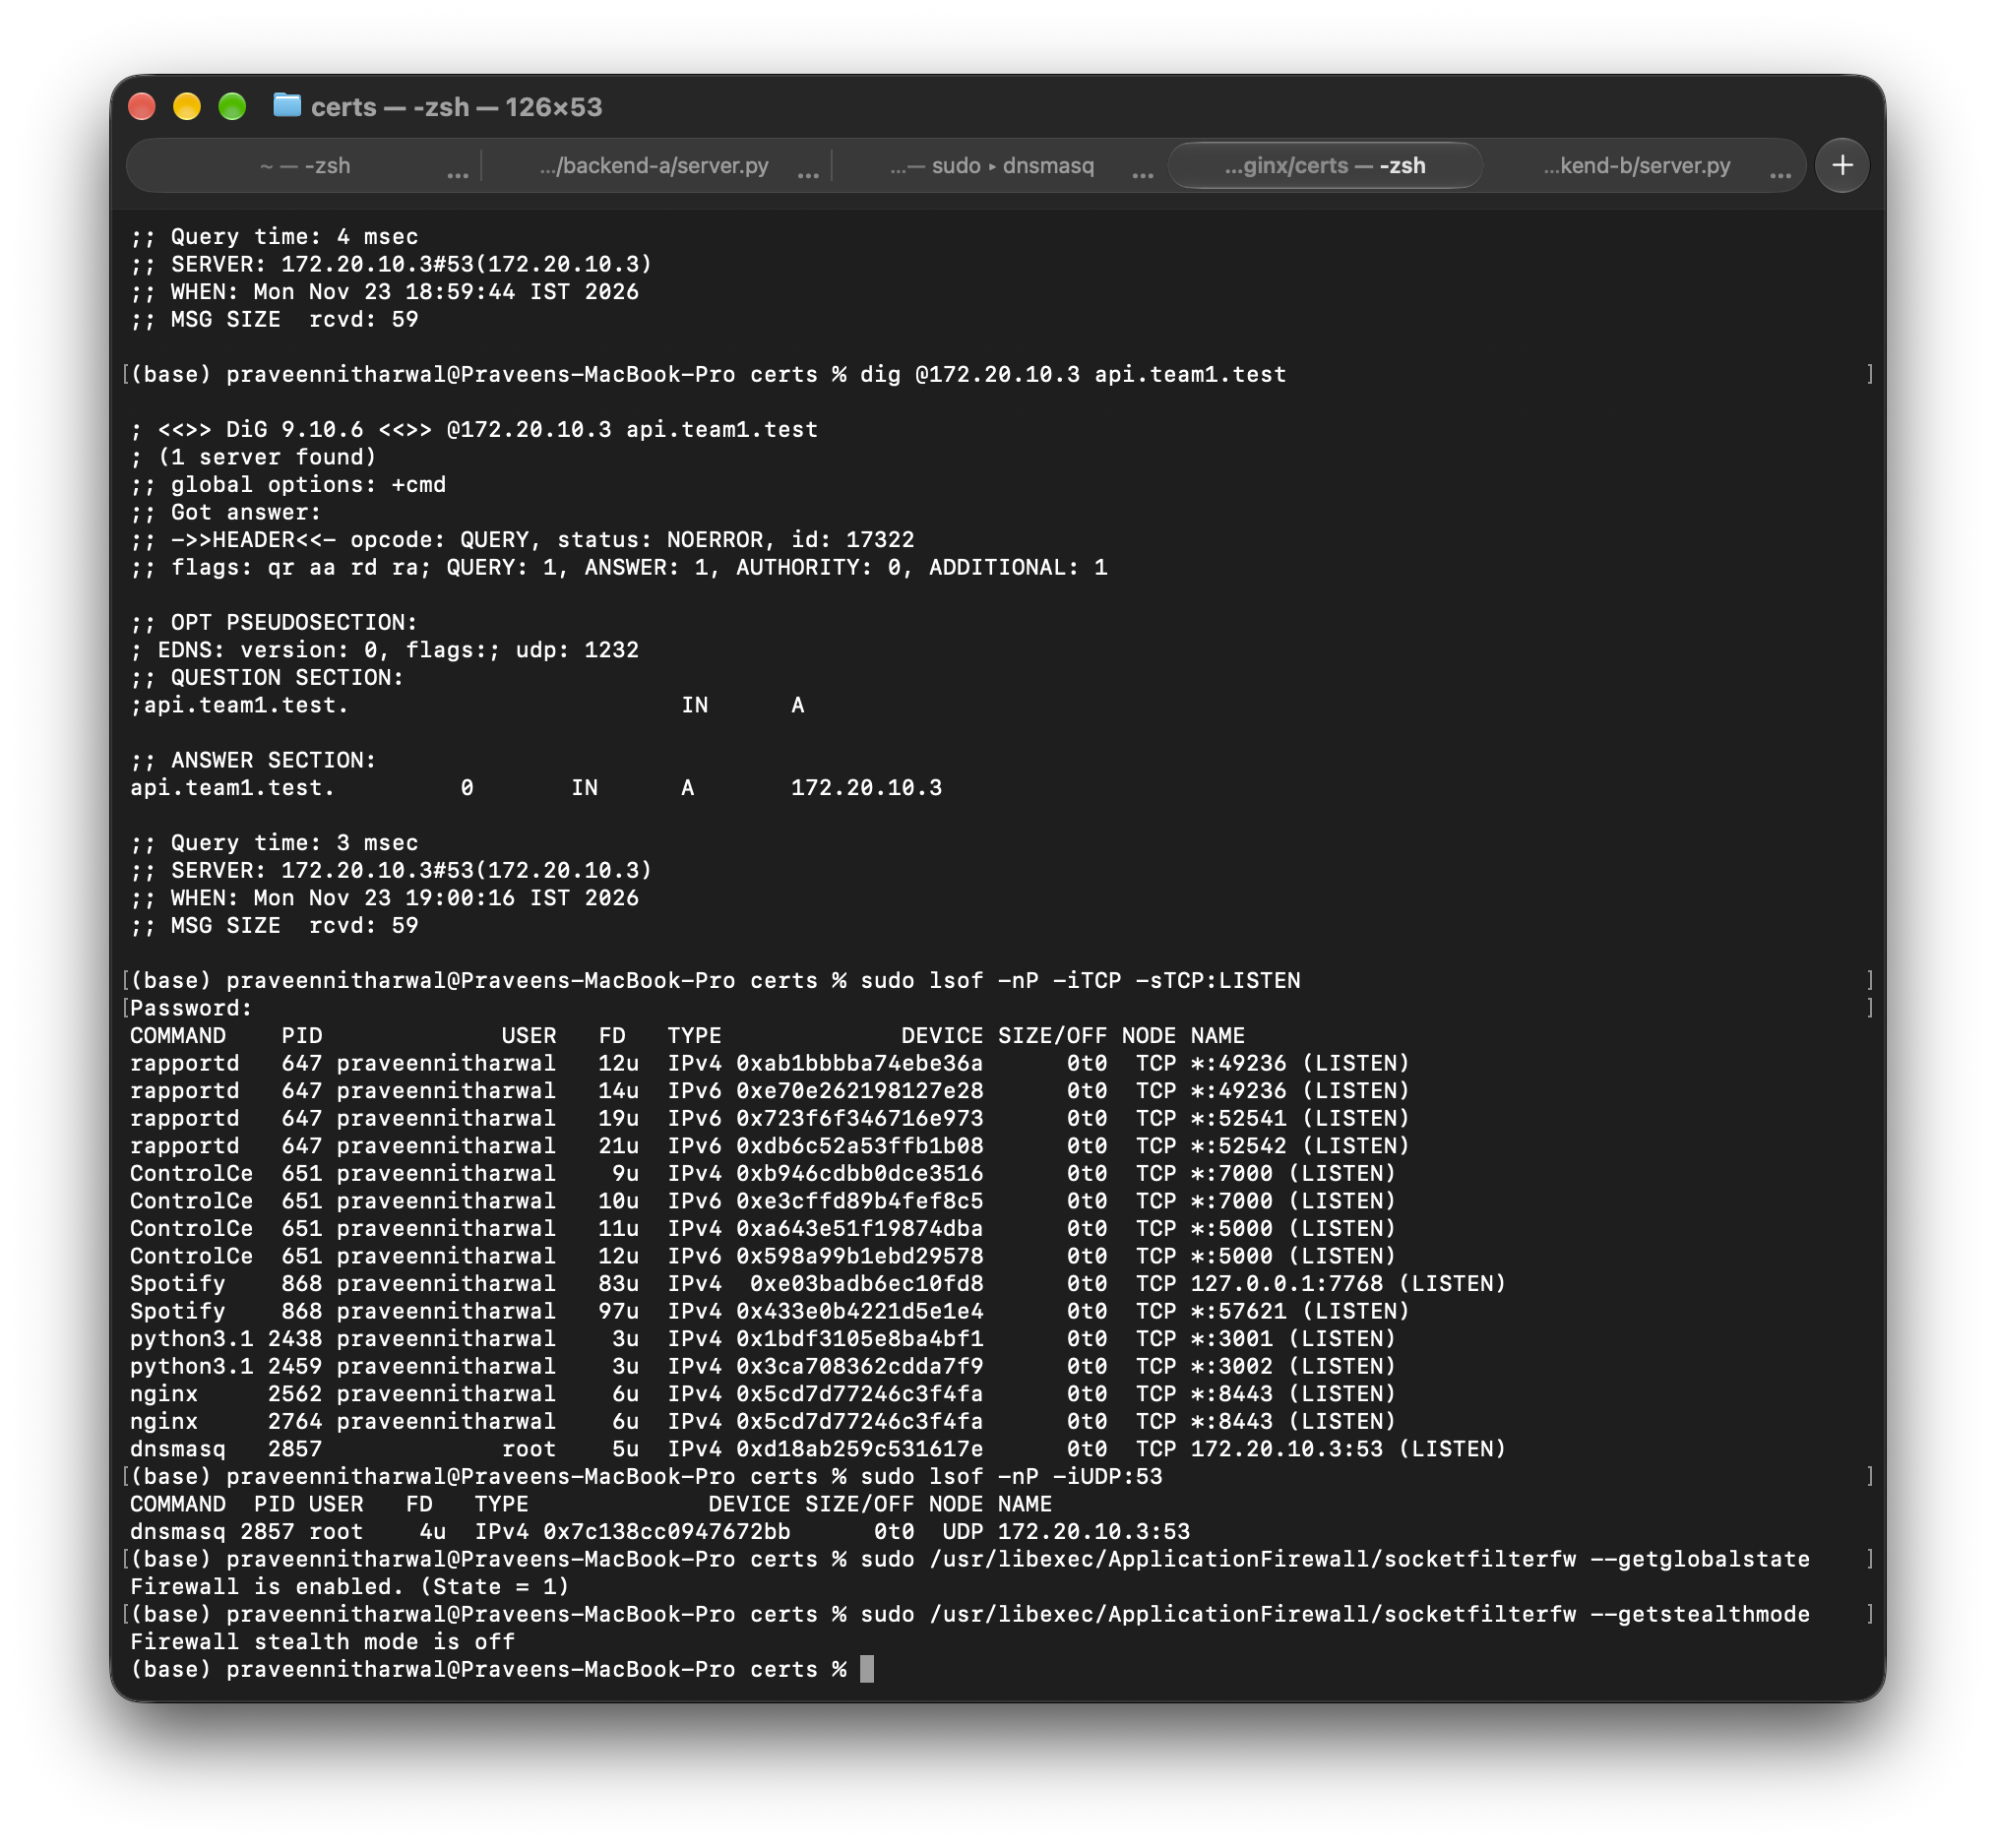 certs — -zsh — 126×53
~ — -zsh ... .../backend-a/server.py ... ...— sudo ▸ dnsmasq ... ...ginx/certs — -zsh ...kend-b/server.py ... +
;; Query time: 4 msec
;; SERVER: 172.20.10.3#53(172.20.10.3)
;; WHEN: Mon Nov 23 18:59:44 IST 2026
;; MSG SIZE  rcvd: 59
[(base) praveennitharwal@Praveens-MacBook-Pro certs % dig @172.20.10.3 api.team1.test ]
; <<>> DiG 9.10.6 <<>> @172.20.10.3 api.team1.test
; (1 server found)
;; global options: +cmd
;; Got answer:
;; ->>HEADER<<- opcode: QUERY, status: NOERROR, id: 17322
;; flags: qr aa rd ra; QUERY: 1, ANSWER: 1, AUTHORITY: 0, ADDITIONAL: 1
;; OPT PSEUDOSECTION:
; EDNS: version: 0, flags:; udp: 1232
;; QUESTION SECTION:
;api.team1.test.			IN	A
;; ANSWER SECTION:
api.team1.test.		0	IN	A	172.20.10.3
;; Query time: 3 msec
;; SERVER: 172.20.10.3#53(172.20.10.3)
;; WHEN: Mon Nov 23 19:00:16 IST 2026
;; MSG SIZE  rcvd: 59
[(base) praveennitharwal@Praveens-MacBook-Pro certs % sudo lsof -nP -iTCP -sTCP:LISTEN ]
[Password: ]
COMMAND    PID             USER   FD   TYPE             DEVICE SIZE/OFF NODE NAME
rapportd   647 praveennitharwal   12u  IPv4 0xab1bbbba74ebe36a      0t0  TCP *:49236 (LISTEN)
rapportd   647 praveennitharwal   14u  IPv6 0xe70e262198127e28      0t0  TCP *:49236 (LISTEN)
rapportd   647 praveennitharwal   19u  IPv6 0x723f6f346716e973      0t0  TCP *:52541 (LISTEN)
rapportd   647 praveennitharwal   21u  IPv6 0xdb6c52a53ffb1b08      0t0  TCP *:52542 (LISTEN)
ControlCe  651 praveennitharwal    9u  IPv4 0xb946cdbb0dce3516      0t0  TCP *:7000 (LISTEN)
ControlCe  651 praveennitharwal   10u  IPv6 0xe3cffd89b4fef8c5      0t0  TCP *:7000 (LISTEN)
ControlCe  651 praveennitharwal   11u  IPv4 0xa643e51f19874dba      0t0  TCP *:5000 (LISTEN)
ControlCe  651 praveennitharwal   12u  IPv6 0x598a99b1ebd29578      0t0  TCP *:5000 (LISTEN)
Spotify    868 praveennitharwal   83u  IPv4  0xe03badb6ec10fd8      0t0  TCP 127.0.0.1:7768 (LISTEN)
Spotify    868 praveennitharwal   97u  IPv4 0x433e0b4221d5e1e4      0t0  TCP *:57621 (LISTEN)
python3.1 2438 praveennitharwal    3u  IPv4 0x1bdf3105e8ba4bf1      0t0  TCP *:3001 (LISTEN)
python3.1 2459 praveennitharwal    3u  IPv4 0x3ca708362cdda7f9      0t0  TCP *:3002 (LISTEN)
nginx     2562 praveennitharwal    6u  IPv4 0x5cd7d77246c3f4fa      0t0  TCP *:8443 (LISTEN)
nginx     2764 praveennitharwal    6u  IPv4 0x5cd7d77246c3f4fa      0t0  TCP *:8443 (LISTEN)
dnsmasq   2857             root    5u  IPv4 0xd18ab259c531617e      0t0  TCP 172.20.10.3:53 (LISTEN)
[(base) praveennitharwal@Praveens-MacBook-Pro certs % sudo lsof -nP -iUDP:53 ]
COMMAND  PID USER   FD   TYPE             DEVICE SIZE/OFF NODE NAME
dnsmasq 2857 root    4u  IPv4 0x7c138cc0947672bb      0t0  UDP 172.20.10.3:53
[(base) praveennitharwal@Praveens-MacBook-Pro certs % sudo /usr/libexec/ApplicationFirewall/socketfilterfw --getglobalstate ]
Firewall is enabled. (State = 1)
[(base) praveennitharwal@Praveens-MacBook-Pro certs % sudo /usr/libexec/ApplicationFirewall/socketfilterfw --getstealthmode ]
Firewall stealth mode is off
(base) praveennitharwal@Praveens-MacBook-Pro certs %